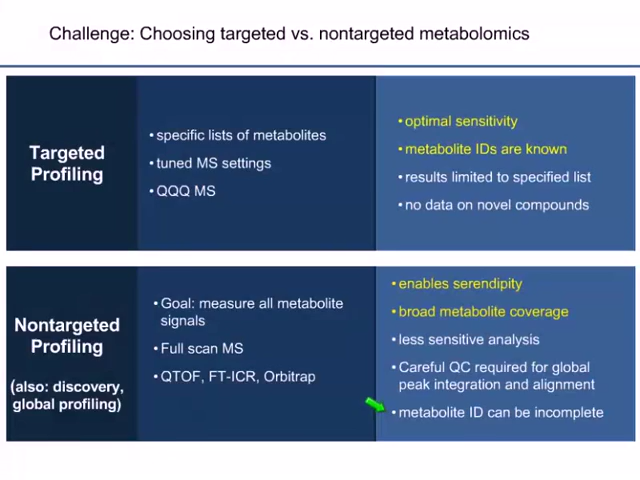 Challenge: Choosing targeted vs. nontargeted metabolomics
Targeted
Profiling
• specific lists of metabolites
• tuned MS settings
• QQQ MS
• optimal sensitivity
• metabolite IDs are known
• results limited to specified list
• no data on novel compounds
Nontargeted
Profiling
(also: discovery,
global profiling)
• Goal: measure all metabolite
signals
• Full scan MS
• QTOF, FT-ICR, Orbitrap
• enables serendipity
• broad metabolite coverage
• less sensitive analysis
• Careful QC required for global
peak integration and alignment
• metabolite ID can be incomplete